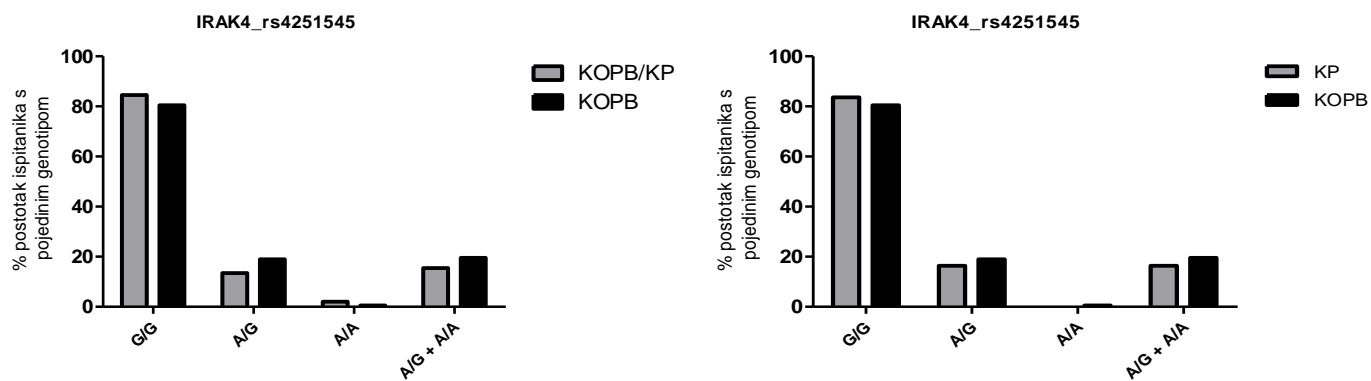 IRAK4_rs4251545
% postotak ispitanika s
pojedinim genotipom
100
80
60
40
20
0
G/G
A/G
A/A
A/G + A/A
KOPB/KP
KOPB
IRAK4_rs4251545
% postotak ispitanika s
pojedinim genotipom
100
80
60
40
20
0
G/G
A/G
A/A
A/G + A/A
KP
KOPB